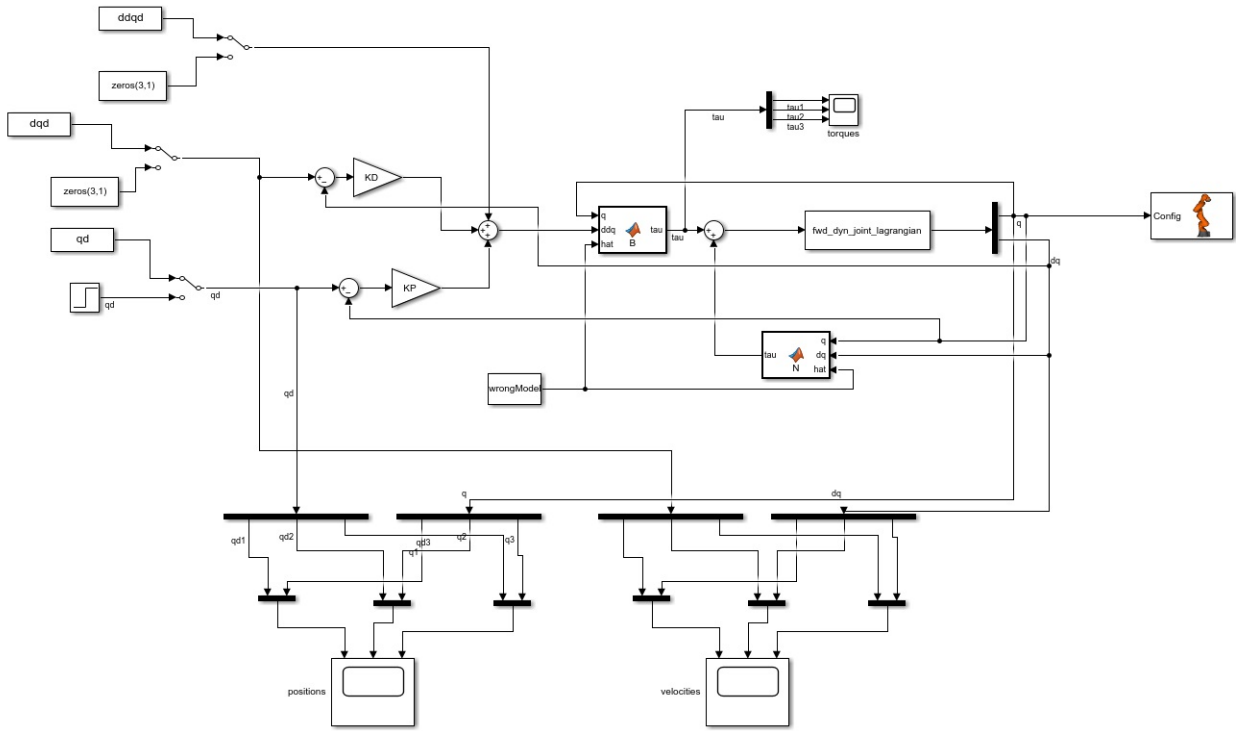 ddqd
zeros(3,1)
dqd
zeros(3,1)
qd
qd
qd
KD
KP
q
ddq
hat
B
tau
tau
tau
tau1
tau2
tau3
torques
fwd_dyn_joint_lagrangian
q
dq
Config
q
dq
hat
N
tau
wrongModel
qd
q
dq
qd1
qd2
qd3
q1
q2
q3
positions
velocities